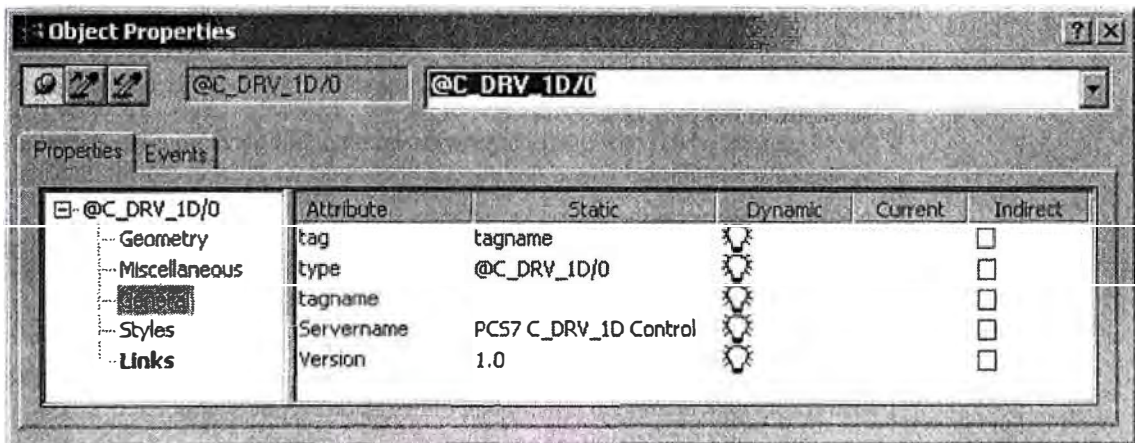 Object Properties
@C_DRV_1D/0 @C_DRV_1D/0
Properties Events
@C_DRV_1D/0
Geometry
Miscellaneous
General
Styles
Links
Attribute Static Dynamic Current Indirect
tag tagname
type @C_DRV_1D/0
tagname
Servername PCS7 C_DRV_1D Control
Version 1.0